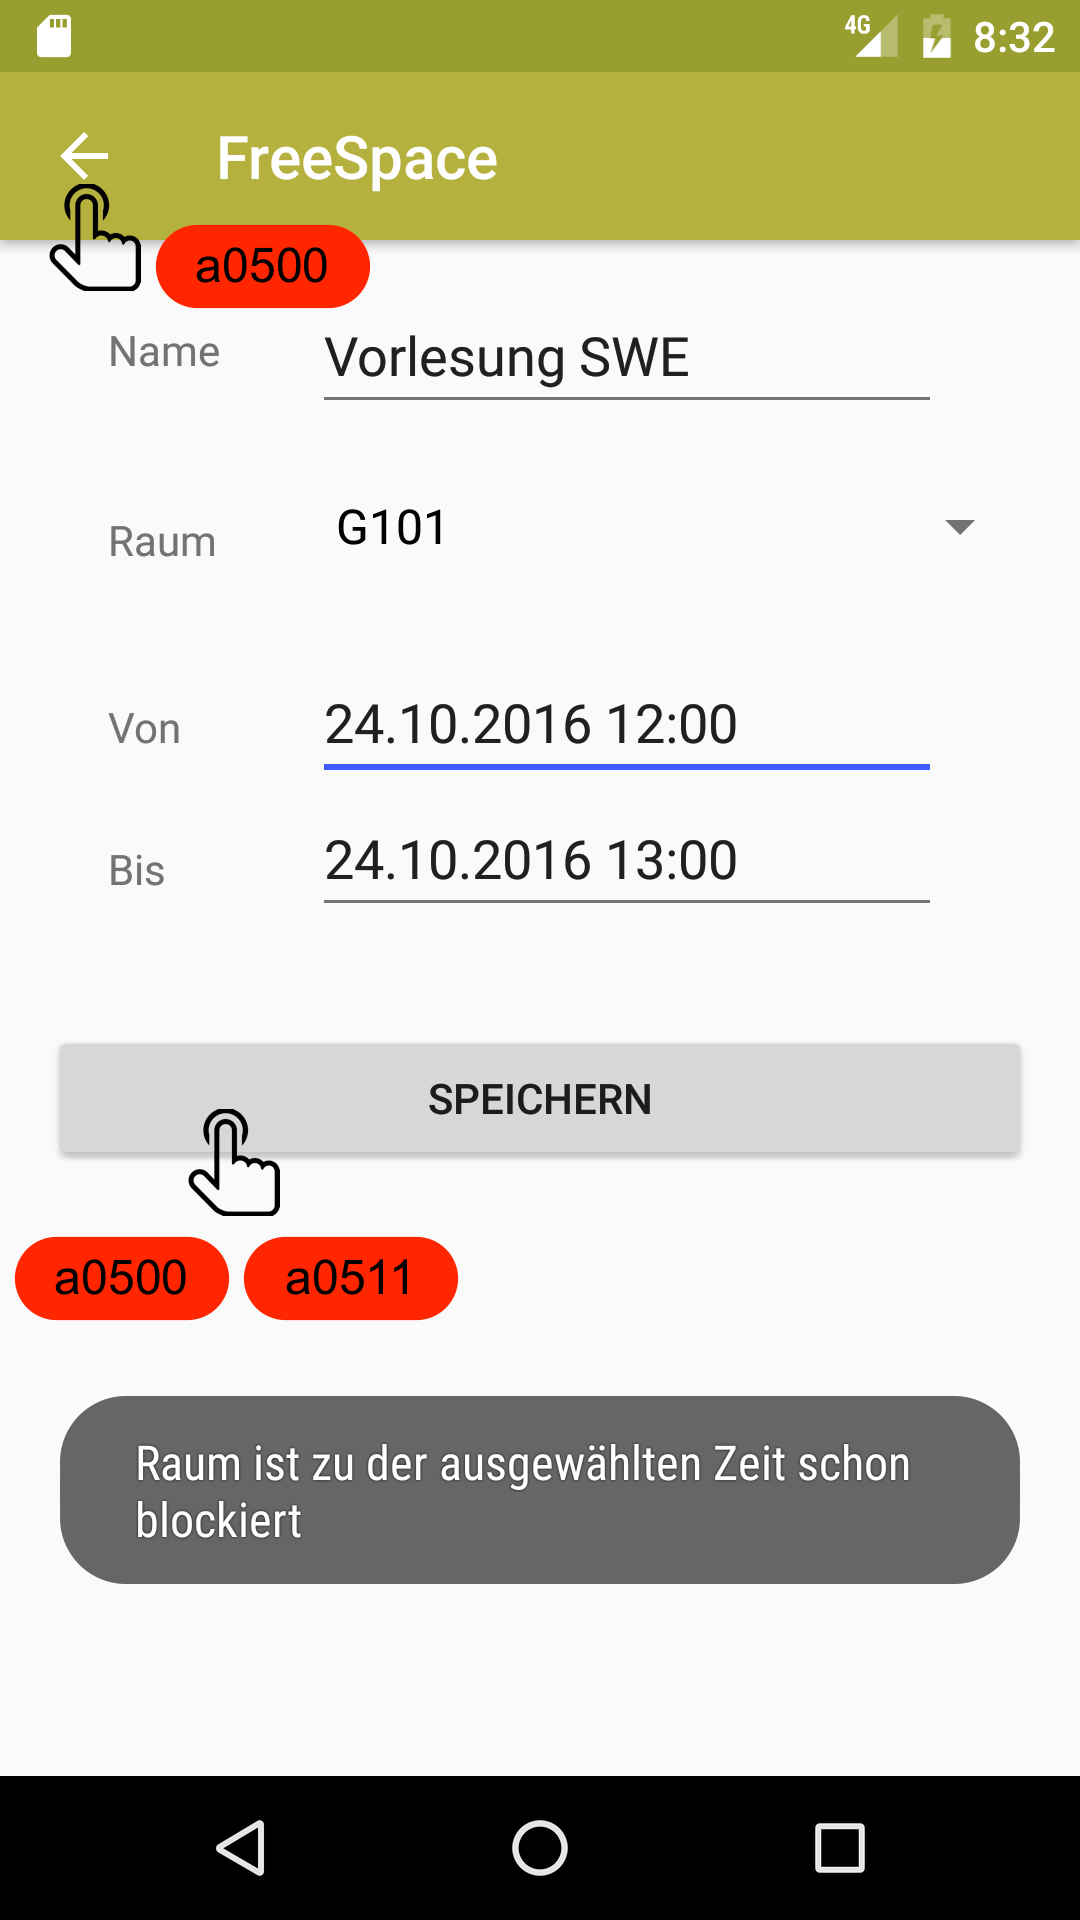 4G 8:32
FreeSpace
a0500
Name Vorlesung SWE
Raum G101
Von 24.10.2016 12:00
Bis 24.10.2016 13:00
SPEICHERN
a0500 a0511
Raum ist zu der ausgewählten Zeit schon
blockiert